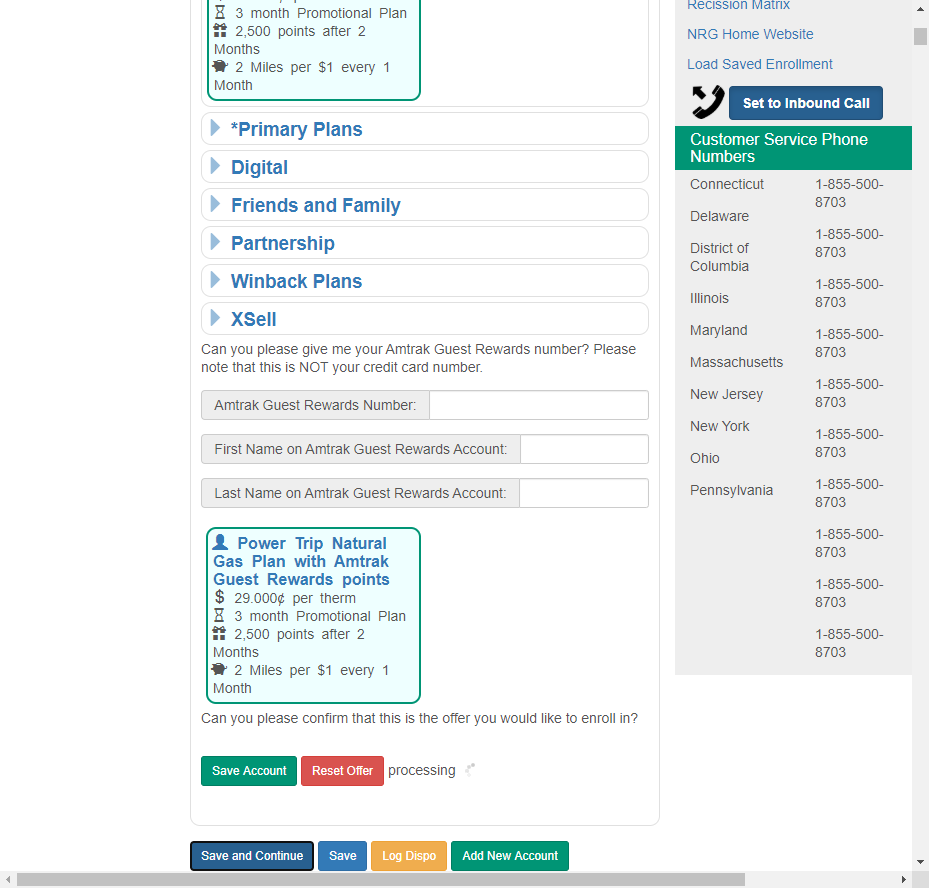 3 month Promotional Plan
2,500 points after 2
Months
2 Miles per $1 every 1
Month
*Primary Plans
Digital
Friends and Family
Partnership
Winback Plans
XSell
Can you please give me your Amtrak Guest Rewards number? Please
note that this is NOT your credit card number.
Amtrak Guest Rewards Number:
First Name on Amtrak Guest Rewards Account:
Last Name on Amtrak Guest Rewards Account:
Power Trip Natural
Gas Plan with Amtrak
Guest Rewards points
$ 29.000¢ per therm
3 month Promotional Plan
2,500 points after 2
Months
2 Miles per $1 every 1
Month
Can you please confirm that this is the offer you would like to enroll in?
Save Account
Reset Offer
processing
Save and Continue
Save
Log Dispo
Add New Account
Recission Matrix
NRG Home Website
Load Saved Enrollment
Set to Inbound Call
Customer Service Phone
Numbers
Connecticut
Delaware
District of
Columbia
Illinois
Maryland
Massachusetts
New Jersey
New York
Ohio
Pennsylvania
1-855-500-
8703
1-855-500-
8703
1-855-500-
8703
1-855-500-
8703
1-855-500-
8703
1-855-500-
8703
1-855-500-
8703
1-855-500-
8703
1-855-500-
8703
1-855-500-
8703